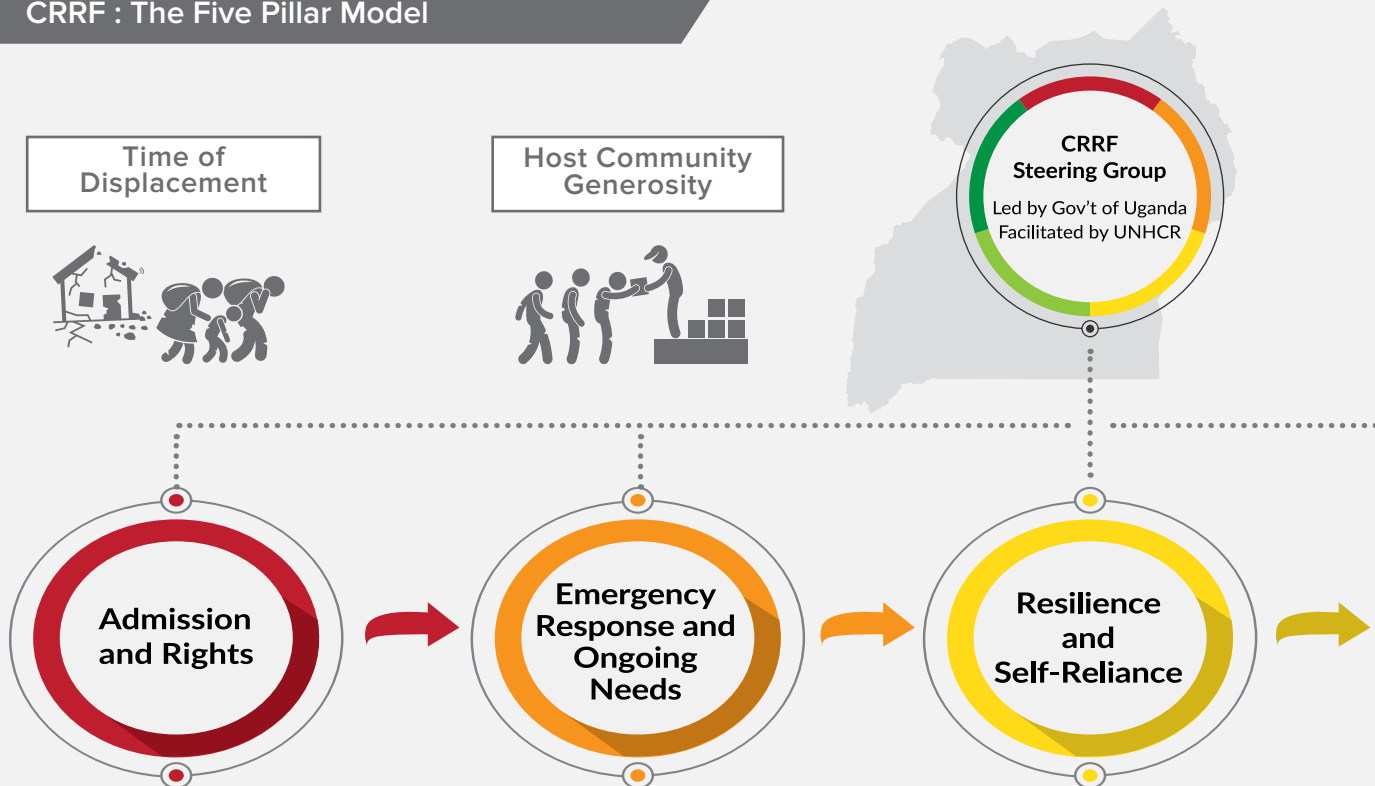 CRRF : The Five Pillar Model
Time of
Displacement
Host Community
Generosity
CRRF
Steering Group
Led by Gov't of Uganda
Facilitated by UNHCR
Admission
and Rights
Emergency
Response and
Ongoing
Needs
Resilience
and
Self-Reliance